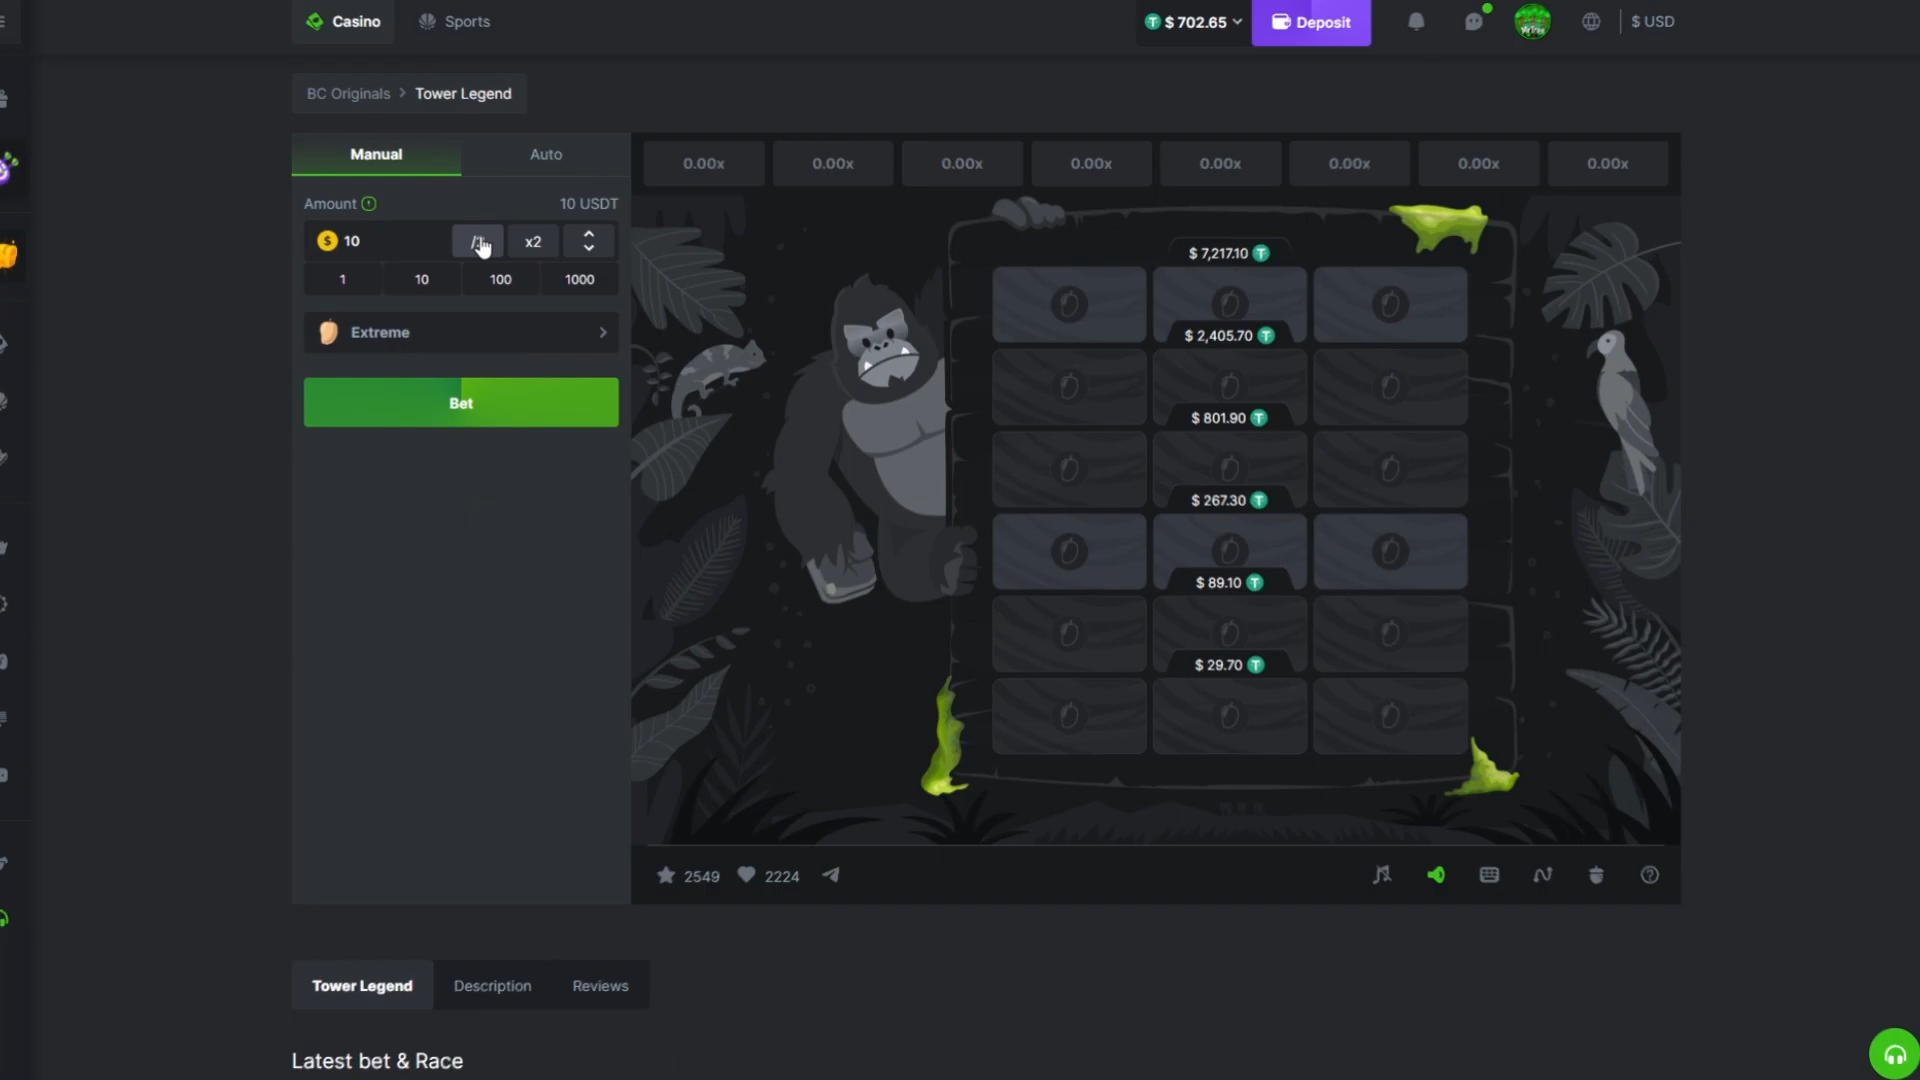 Casino
Sports
$ 702.65
Deposit
$ USD
BC Originals > Tower Legend
Manual
Auto
0.00x 0.00x 0.00x 0.00x 0.00x 0.00x 0.00x 0.00x
Amount
10 USDT
10
x2
1 10 100 1000
Extreme
Bet
$ 7,217.10
$ 2,405.70
$ 801.90
$ 267.30
$ 89.10
$ 29.70
2549
2224
Tower Legend
Description
Reviews
Latest bet & Race